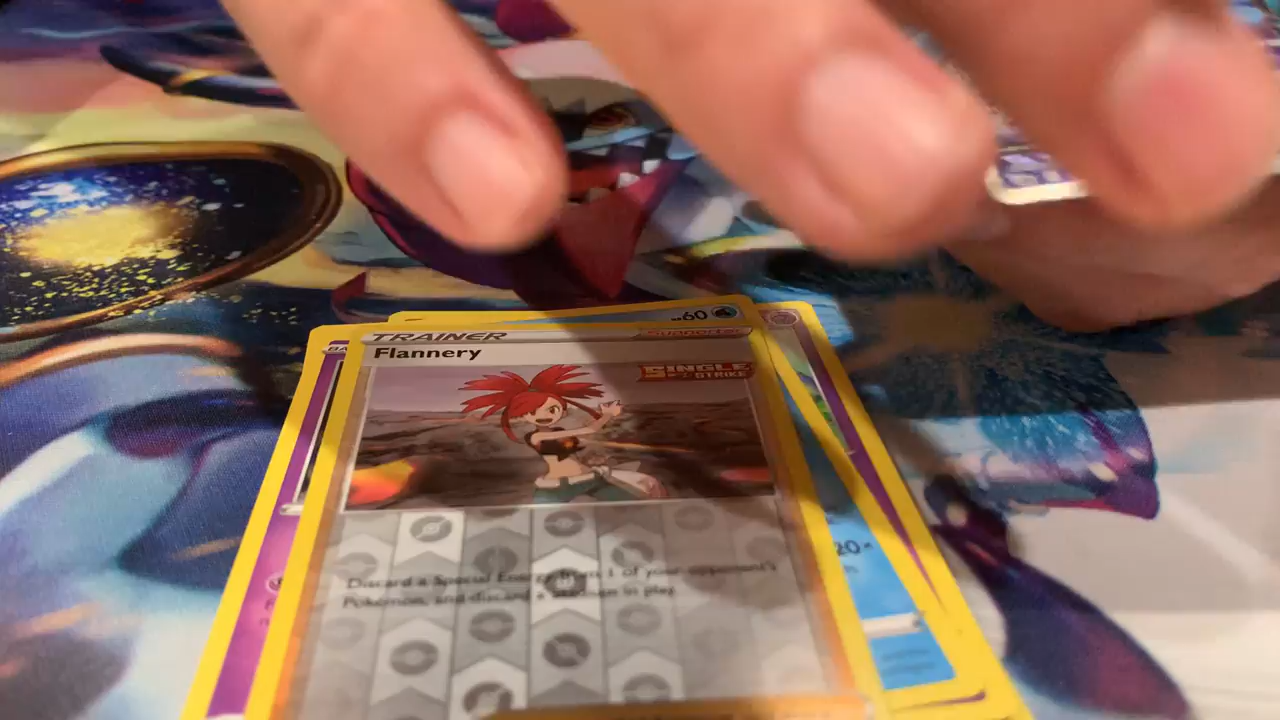 60
TRAINER
Supporter
Flannery
SINGLE
STRIKE
BA
20×
Discard a Special Energy from 1 of your opponent's
Pokémon, and discard a Stadium in play.